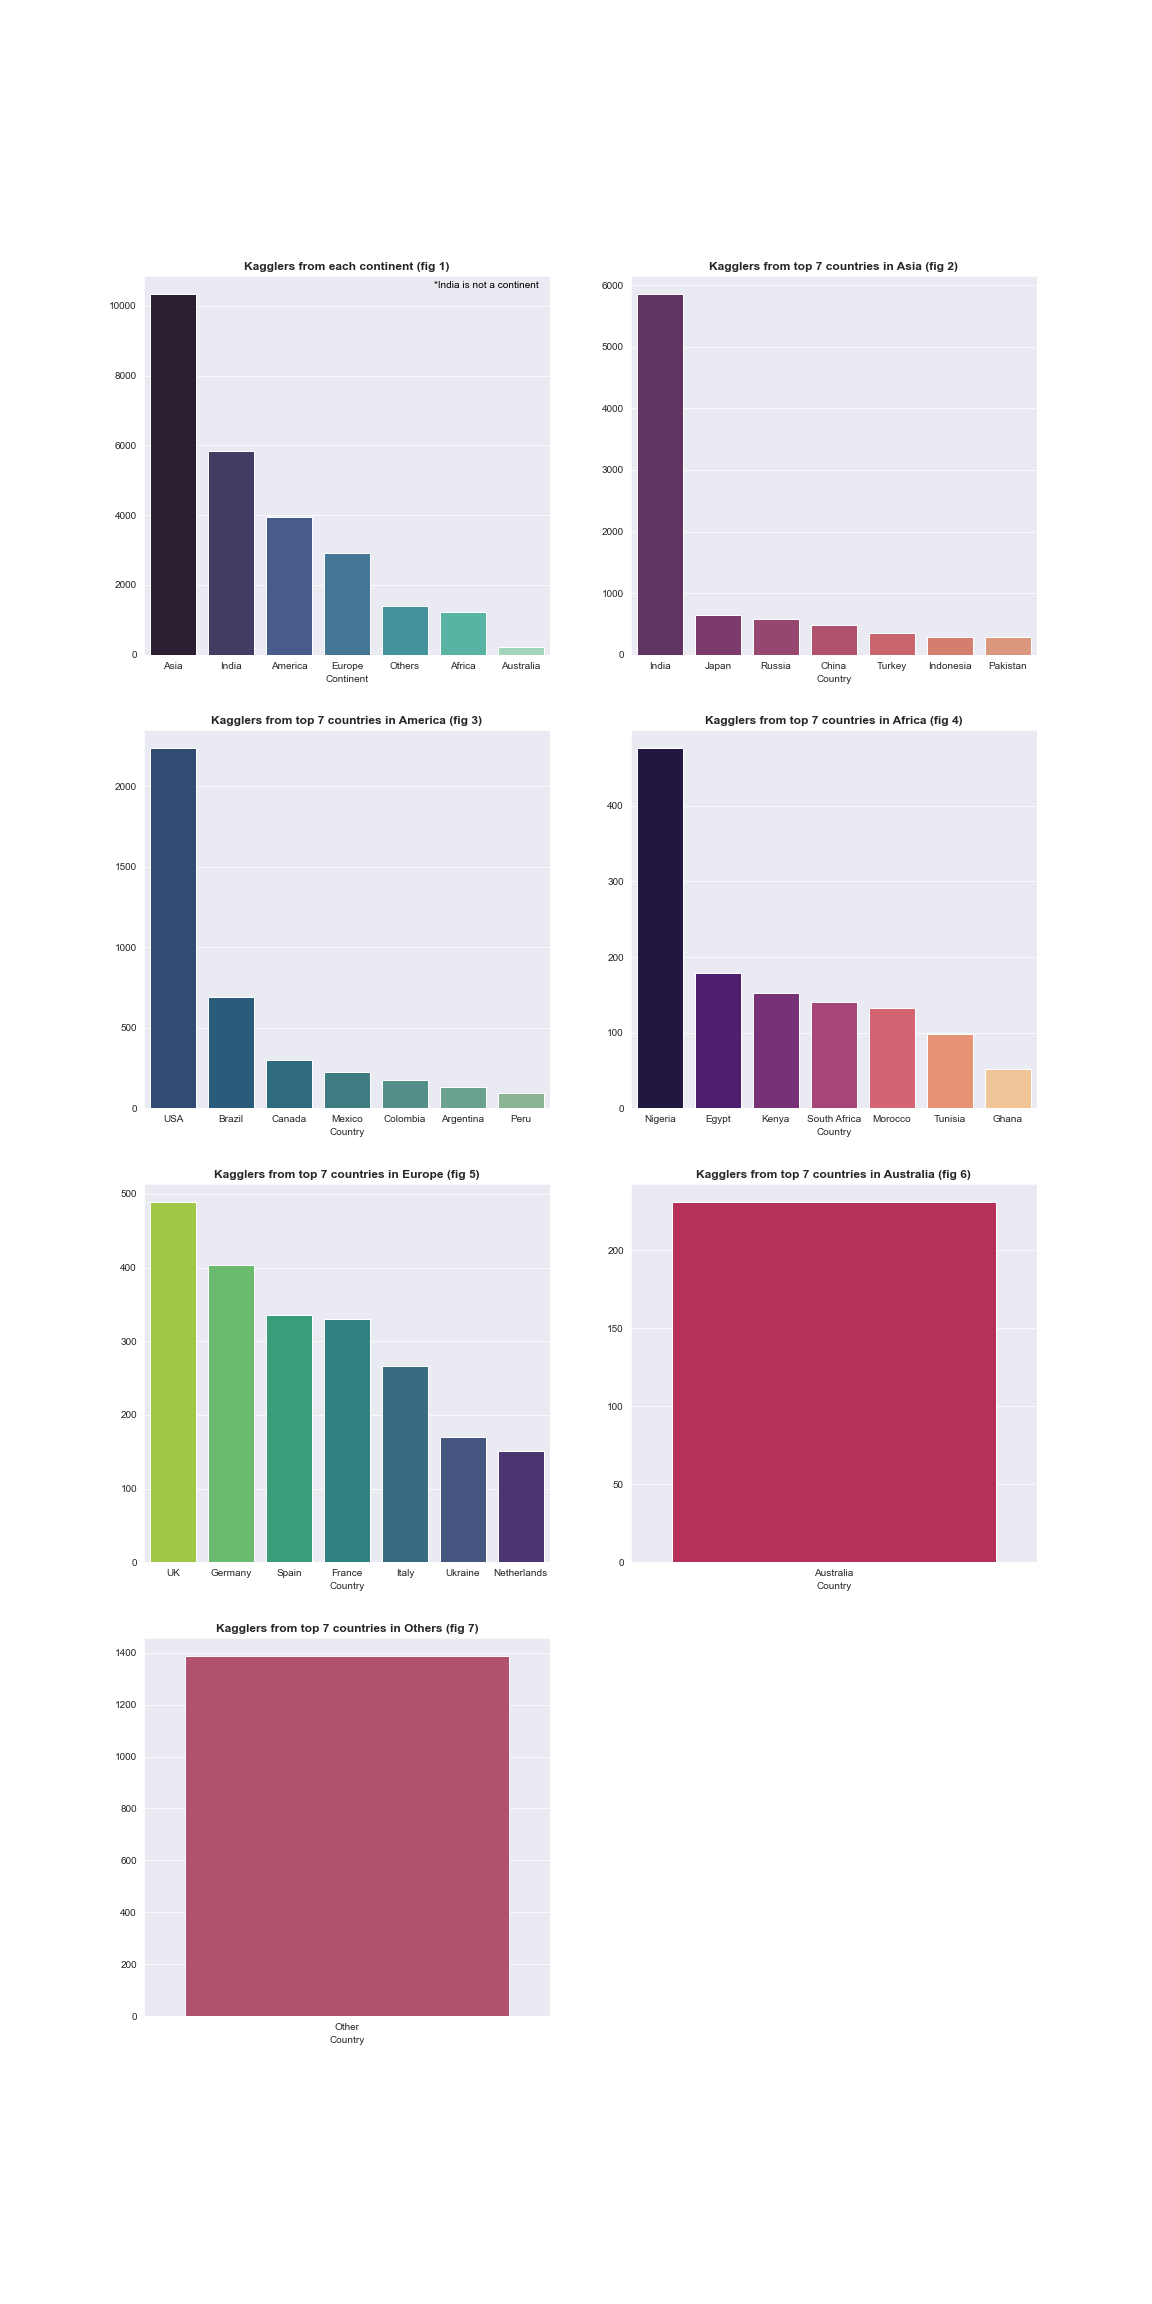 Kagglers from each continent (fig 1)
*India is not a continent
10000
8000
6000
4000
2000
0
Asia India America Europe Others Africa Australia
Continent
Kagglers from top 7 countries in Asia (fig 2)
6000
5000
4000
3000
2000
1000
0
India Japan Russia China Turkey Indonesia Pakistan
Country
Kagglers from top 7 countries in America (fig 3)
2000
1500
1000
500
0
USA Brazil Canada Mexico Colombia Argentina Peru
Country
Kagglers from top 7 countries in Africa (fig 4)
400
300
200
100
0
Nigeria Egypt Kenya South Africa Morocco Tunisia Ghana
Country
Kagglers from top 7 countries in Europe (fig 5)
500
400
300
200
100
0
UK Germany Spain France Italy Ukraine Netherlands
Country
Kagglers from top 7 countries in Australia (fig 6)
200
150
100
50
0
Australia
Country
Kagglers from top 7 countries in Others (fig 7)
1400
1200
1000
800
600
400
200
0
Other
Country